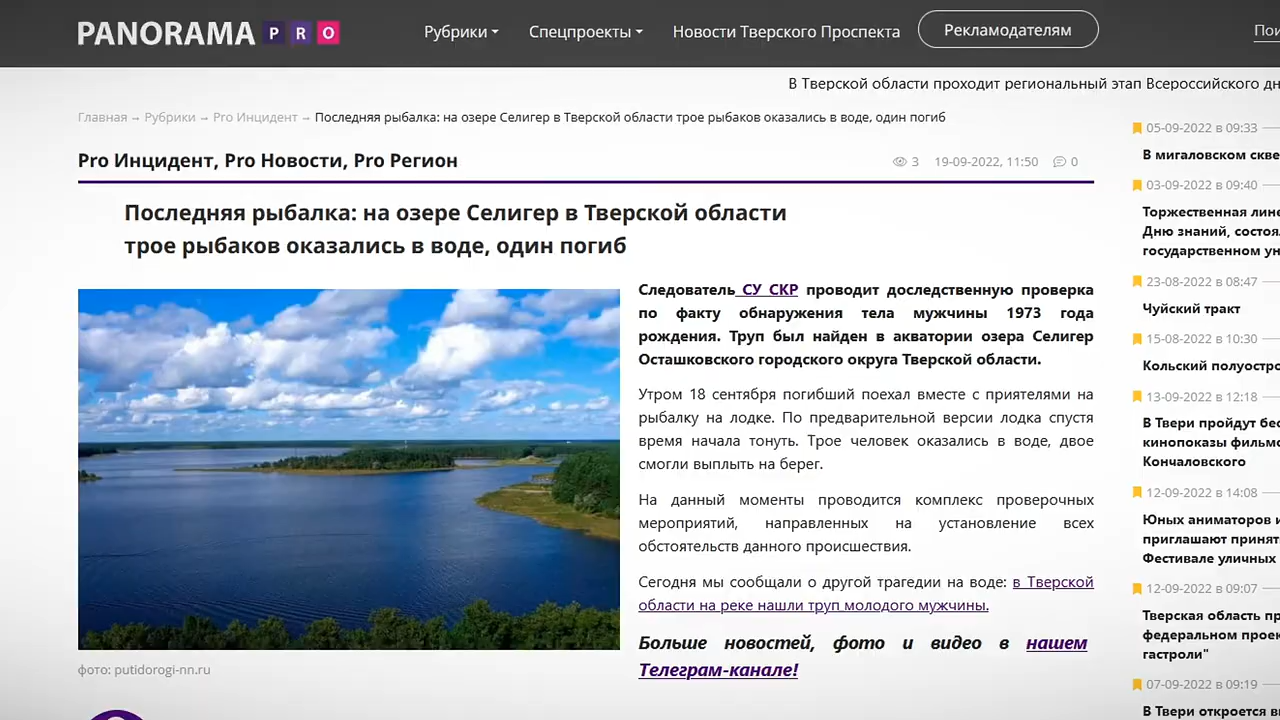 PANORAMA PRO
Рубрики
Спецпроекты
Новости Тверского Проспекта
Рекламодателям
В Тверской области проходит региональный этап Всероссийского
Главная → Рубрики → Pro Инцидент → Последняя рыбалка: на озере Селигер в Тверской области трое рыбаков оказались в воде, один погиб
Pro Инцидент, Pro Новости, Pro Регион
3 19-09-2022, 11:50 0
Последняя рыбалка: на озере Селигер в Тверской области
трое рыбаков оказались в воде, один погиб
Следователь СУ СКР проводит доследственную проверка
по факту обнаружения тела мужчины 1973 года
рождения. Труп был найден в акватории озера Селигер
Осташковского городского округа Тверской области.
Утром 18 сентября погибший поехал вместе с приятелями на
рыбалку на лодке. По предварительной версии лодка спустя
время начала тонуть. Трое человек оказались в воде, двое
смогли выплыть на берег.
На данный моменты проводится комплекс проверочных
мероприятий, направленных на установление всех
обстоятельств данного происшествия.
Сегодня мы сообщали о другой трагедии на воде: в Тверской
области на реке нашли труп молодого мужчины.
Больше новостей, фото и видео в нашем
Телеграм-канале!
фото: putidorogi-nn.ru
05-09-2022 в 09:33
В мигаловском
03-09-2022 в 09:40
Торжественная
Дню знаний,
государственном
23-08-2022 в 08:47
Чуйский тракт
15-08-2022 в 10:30
Кольский
13-09-2022 в 12:18
В Твери пройдут
кинопоказы
Кончаловского
12-09-2022 в 14:08
Юных аниматоров
приглашают
Фестивале уличных
12-09-2022 в 09:07
Тверская область
федеральном
гастроли"
07-09-2022 в 09:19
В Твери откроется